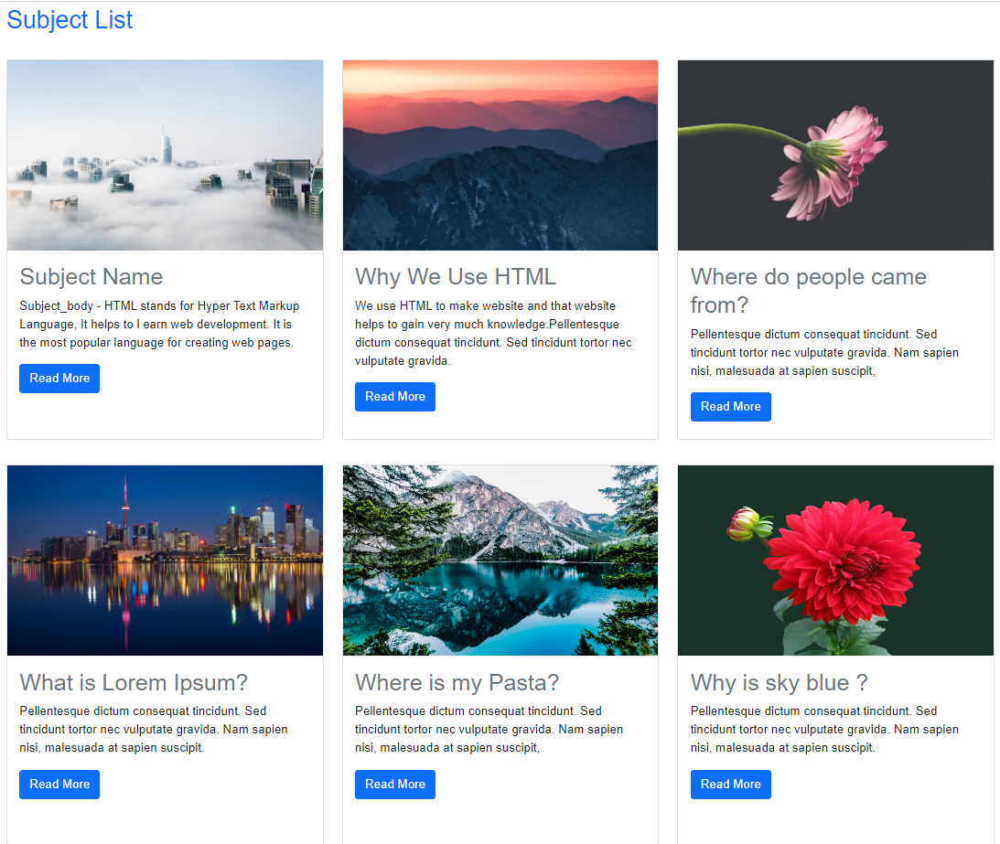 Subject List
Subject Name
Subject_body - HTML stands for Hyper Text Markup
Language, It helps to l earn web development. It is
the most popular language for creating web pages.
Read More
Why We Use HTML
We use HTML to make website and that website
helps to gain very much knowledge.Pellentesque
dictum consequat tincidunt. Sed tincidunt tortor nec
vulputate gravida.
Read More
Where do people came
from?
Pellentesque dictum consequat tincidunt. Sed
tincidunt tortor nec vulputate gravida. Nam sapien
nisi, malesuada at sapien suscipit,
Read More
What is Lorem Ipsum?
Pellentesque dictum consequat tincidunt. Sed
tincidunt tortor nec vulputate gravida. Nam sapien
nisi, malesuada at sapien suscipit.
Read More
Where is my Pasta?
Pellentesque dictum consequat tincidunt. Sed
tincidunt tortor nec vulputate gravida. Nam sapien
nisi, malesuada at sapien suscipit,
Read More
Why is sky blue ?
Pellentesque dictum consequat tincidunt. Sed
tincidunt tortor nec vulputate gravida. Nam sapien
nisi, malesuada at sapien suscipit.
Read More